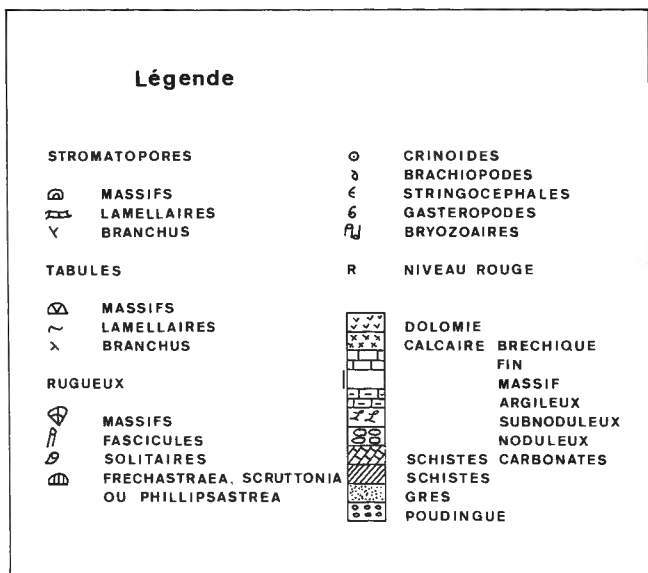 Légende
STROMATOPORES
MASSIFS
LAMELLAIRES
BRANCHUS
TABULES
MASSIFS
LAMELLAIRES
BRANCHUS
RUGUEUX
MASSIFS
FASCICULES
SOLITAIRES
FRECHASTRAEA, SCRUTTONIA
OU PHILLIPSASTREA
CRINOIDES
BRACHIOPODES
STRINGOCEPHALES
GASTEROPODES
BRYOZOAIRES
R NIVEAU ROUGE
DOLOMIE
CALCAIRE BRECHIQUE
FIN
MASSIF
ARGILEUX
SUBNODULEUX
NODULEUX
SCHISTES CARBONATES
SCHISTES
GRES
POUDINGUE